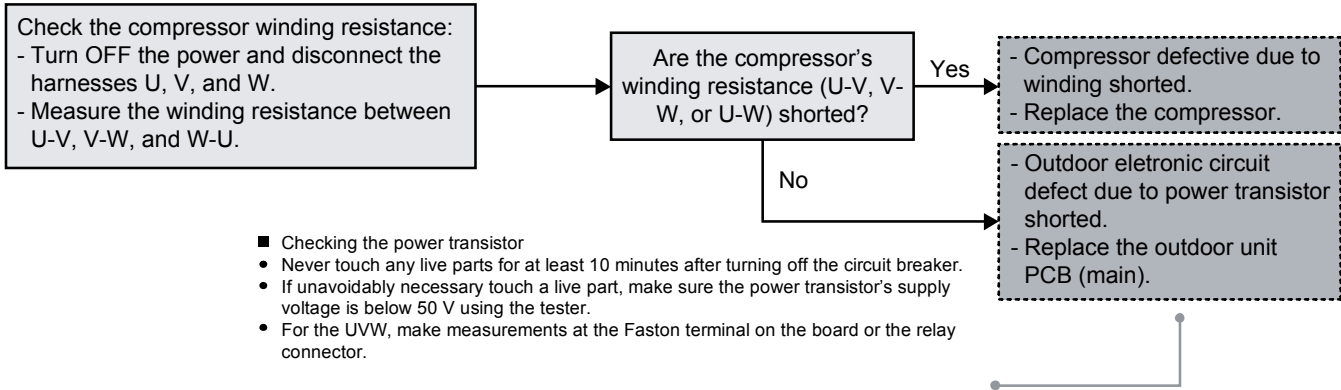 Check the compressor winding resistance:
- Turn OFF the power and disconnect the
harnesses U, V, and W.
- Measure the winding resistance between
U-V, V-W, and W-U.
Are the compressor's
winding resistance (U-V, V-
W, or U-W) shorted?
Yes
- Compressor defective due to
winding shorted.
- Replace the compressor.
No
- Outdoor eletronic circuit
defect due to power transistor
shorted.
- Replace the outdoor unit
PCB (main).
■ Checking the power transistor
• Never touch any live parts for at least 10 minutes after turning off the circuit breaker.
• If unavoidably necessary touch a live part, make sure the power transistor's supply
voltage is below 50 V using the tester.
• For the UVW, make measurements at the Faston terminal on the board or the relay
connector.